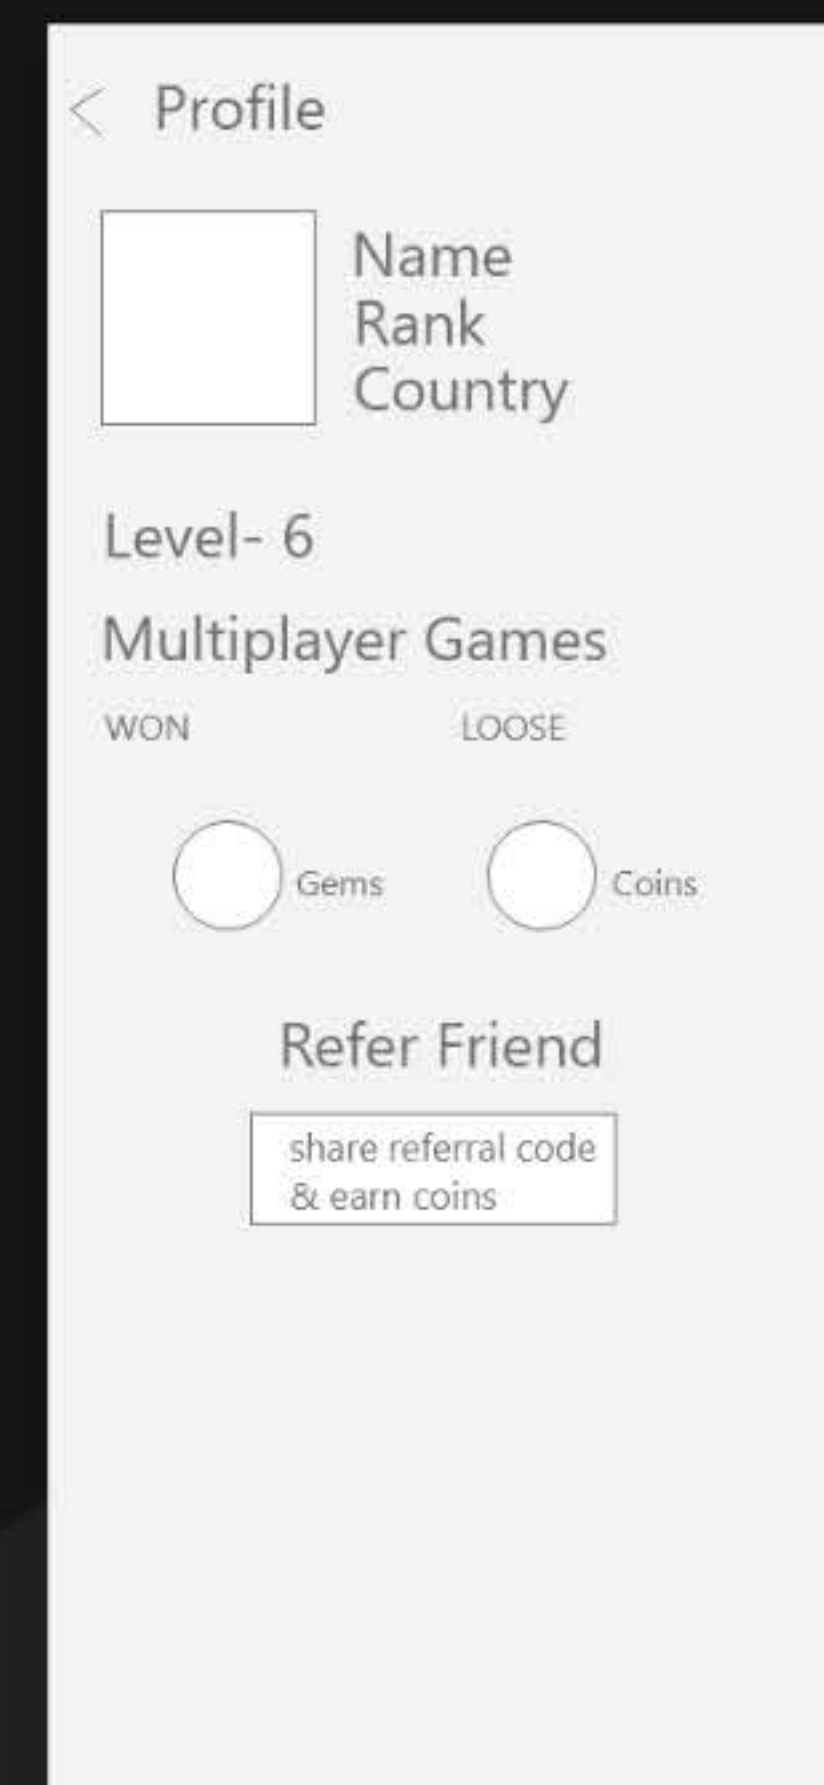 Profile
Name
Rank
Country
Level- 6
Multiplayer Games
WON LOOSE
Gems Coins
Refer Friend
share referral code
& earn coins